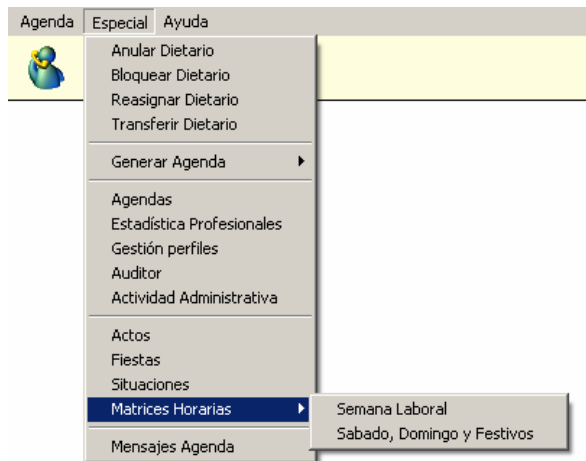 Agenda Especial Ayuda
Anular Dietario
Bloquear Dietario
Reasignar Dietario
Transferir Dietario
Generar Agenda
Agendas
Estadística Profesionales
Gestión perfiles
Auditor
Actividad Administrativa
Actos
Fiestas
Situaciones
Matrices Horarias
Semana Laboral
Sabado, Domingo y Festivos
Mensajes Agenda